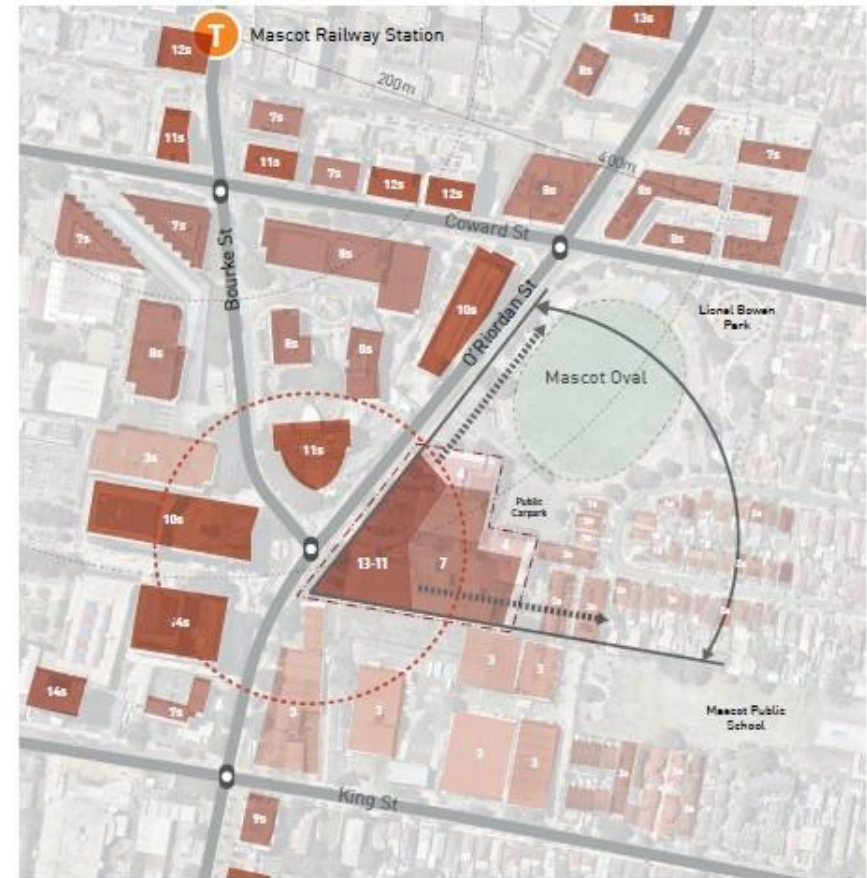 13s
T
Mascot Railway Station
12s
8s
200m
7s
11s
7s
400m
11s
7s
7s
12s
12s
8s
8s
Coward St
8s
7s
7s
8s
Bourke St
10s
O'Riordan St
Lionel Bowen
Park
8s
8s
8s
Mascot Oval
11s
3s
Public
Carpark
10s
13-11
7
4
14s
3
3
14s
7s
3
3
Mascot Public
School
3
3
King St
9s